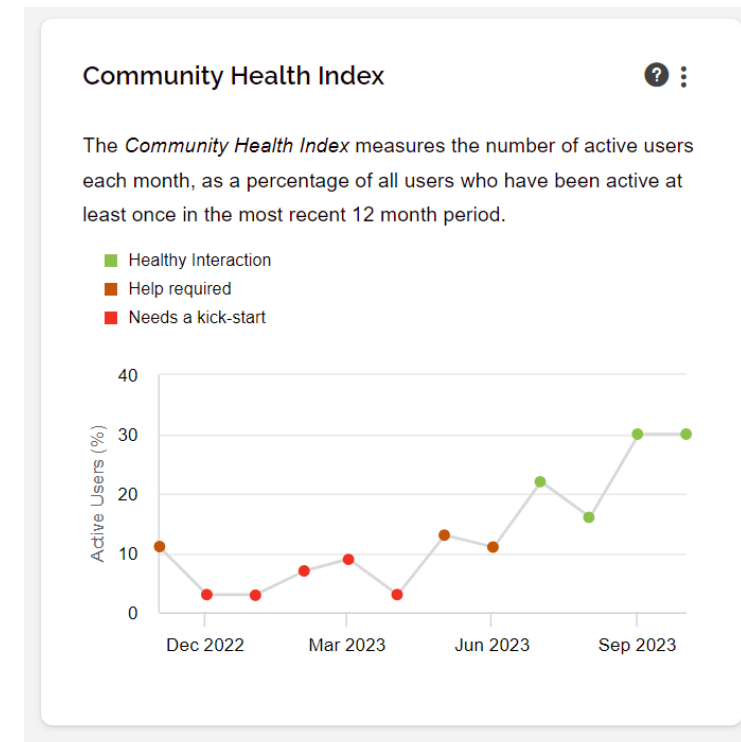 Community Health Index
The Community Health Index measures the number of active users
each month, as a percentage of all users who have been active at
least once in the most recent 12 month period.
Healthy Interaction
Help required
Needs a kick-start
40
30
20
10
0
Active Users (%)
Dec 2022 Mar 2023 Jun 2023 Sep 2023